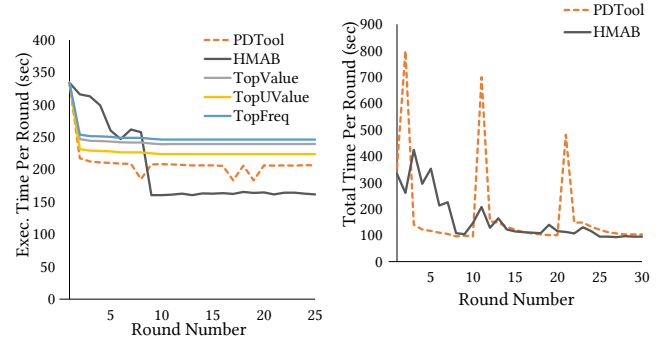 400
350
300
250
200
150
100
50
0
Exec. Time Per Round (sec)
PDTool
HMAB
TopValue
TopUValue
TopFreq
5 10 15 20 25
Round Number
900
800
700
600
500
400
300
200
100
0
Total Time Per Round (sec)
PDTool
HMAB
5 10 15 20 25 30
Round Number